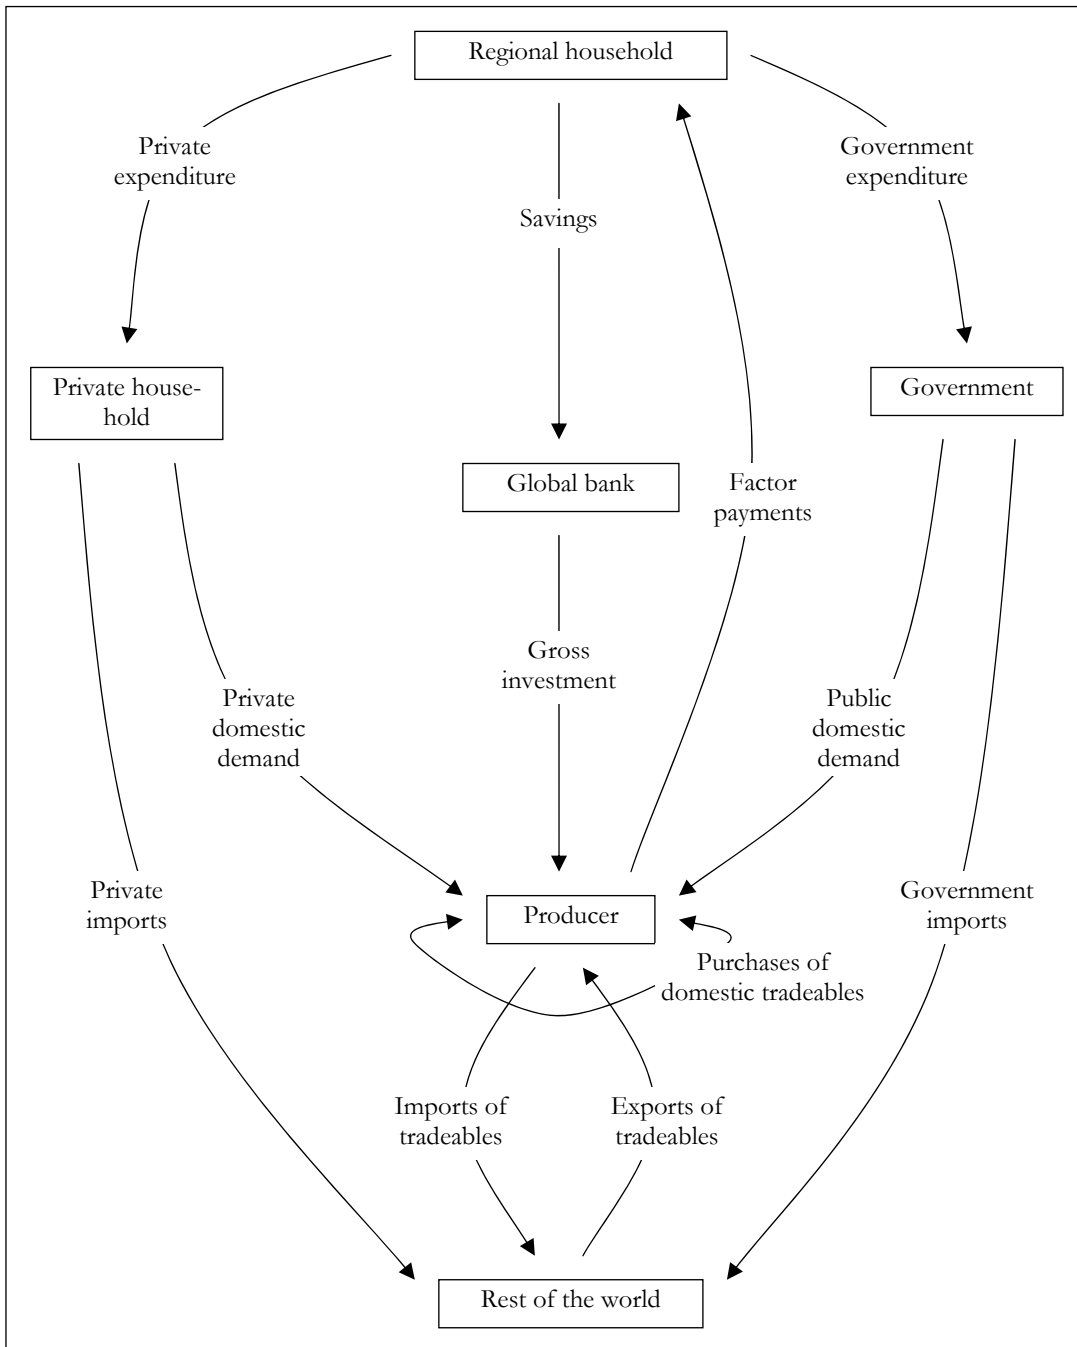 Regional household
Private
expenditure
Government
expenditure
Savings
Private house-
hold
Government
Global bank
Factor
payments
Gross
investment
Private
domestic
demand
Public
domestic
demand
Private
imports
Producer
Government
imports
Purchases of
domestic tradeables
Imports of
tradeables
Exports of
tradeables
Rest of the world